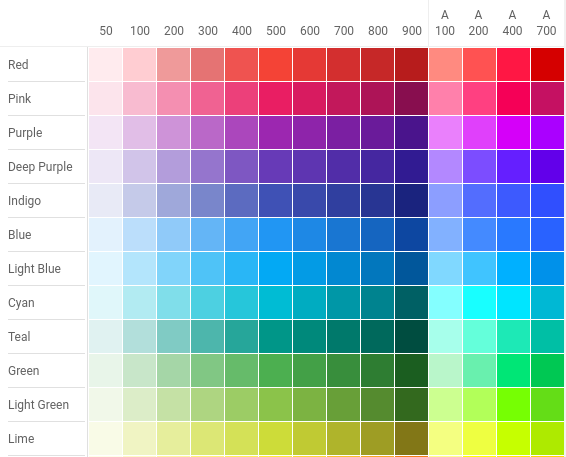 A A A A
50 100 200 300 400 500 600 700 800 900 100 200 400 700
Red
Pink
Purple
Deep Purple
Indigo
Blue
Light Blue
Cyan
Teal
Green
Light Green
Lime